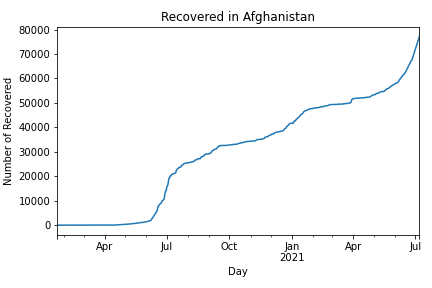 Recovered in Afghanistan
Number of Recovered
80000
70000
60000
50000
40000
30000
20000
10000
0
Apr
Jul
Oct
Jan
2021
Apr
Jul
Day